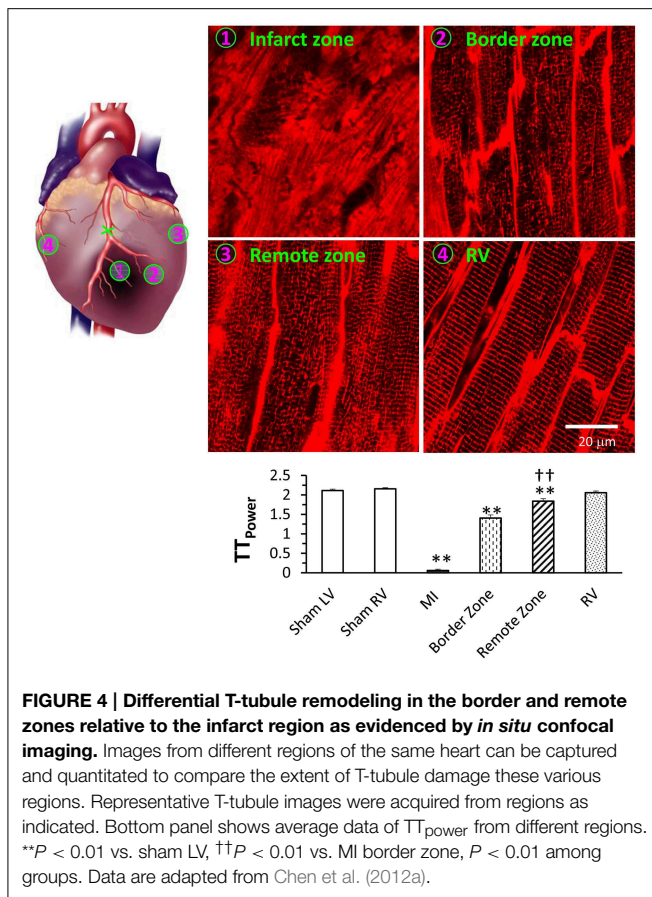 ① Infarct zone
② Border zone
④
③
①
②
③ Remote zone
④ RV
20 μm
TTPower
2.5
2
1.5
1
0.5
0
**
**
††
**
Sham LV
Sham RV
MI
Border Zone
Remote Zone
RV
FIGURE 4 | Differential T-tubule remodeling in the border and remote
zones relative to the infarct region as evidenced by in situ confocal
imaging. Images from different regions of the same heart can be captured
and quantitated to compare the extent of T-tubule damage these various
regions. Representative T-tubule images were acquired from regions as
indicated. Bottom panel shows average data of TTpower from different regions.
**P < 0.01 vs. sham LV, ††P < 0.01 vs. MI border zone, P < 0.01 among
groups. Data are adapted from Chen et al. (2012a).